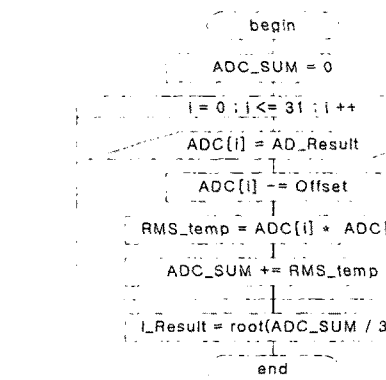 begin
ADC_SUM = 0
i = 0 ; i <= 31 ; i ++
ADC[i] = AD_Result
ADC[i] -= Offset
RMS_temp = ADC[i] * ADC[
ADC_SUM += RMS_temp
I_Result = root(ADC_SUM / 3
end